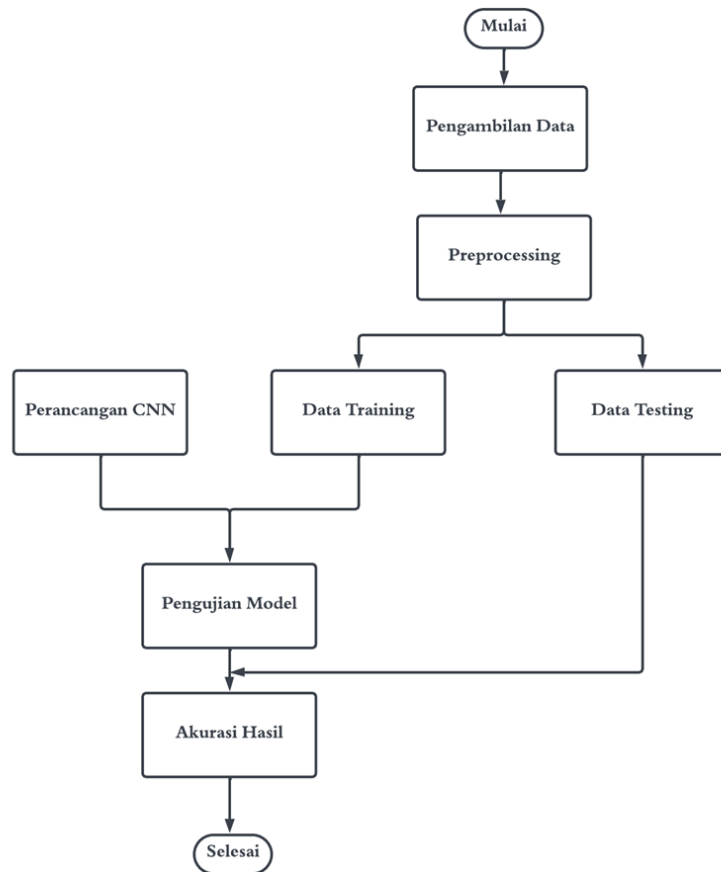 Mulai
Pengambilan Data
Preprocessing
Perancangan CNN
Data Training
Data Testing
Pengujian Model
Akurasi Hasil
Selesai